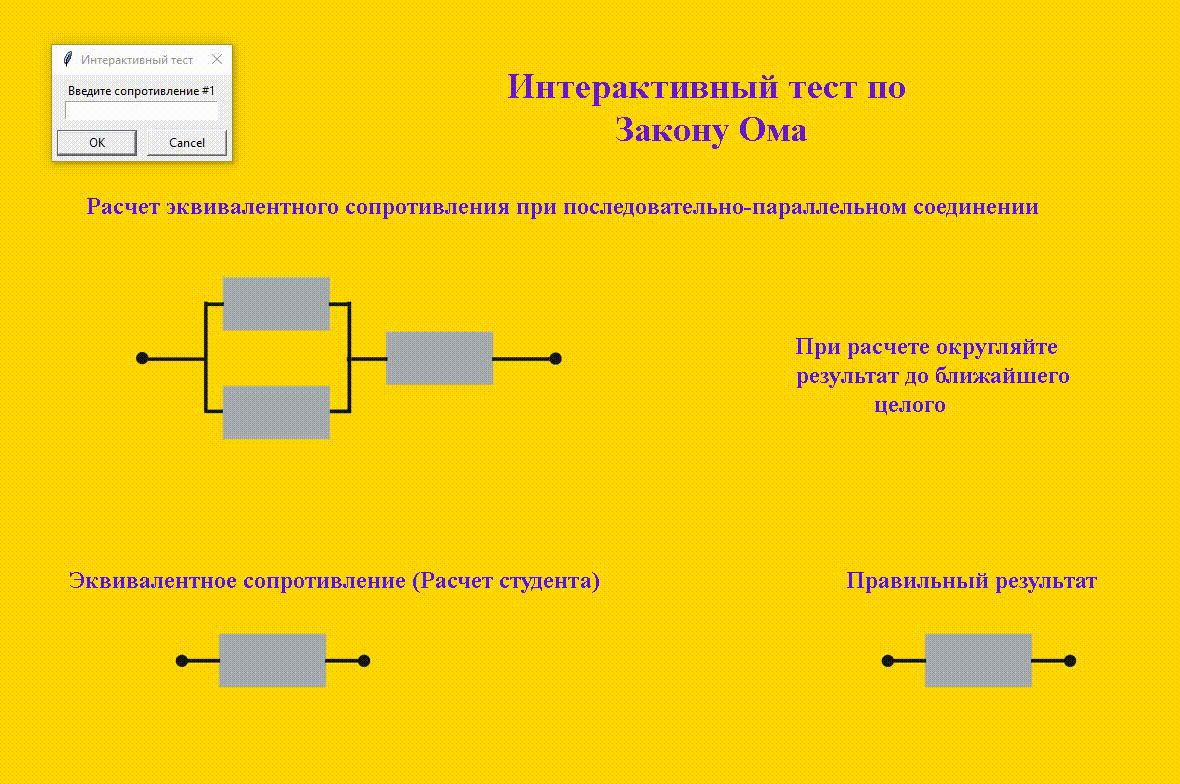 Интерактивный тест
Введите сопротивление #1
OK
Cancel
Интерактивный тест по
Закону Ома
Расчет эквивалентного сопротивления при последовательно-параллельном соединении
При расчете округляйте
результат до ближайшего
целого
Эквивалентное сопротивление (Расчет студента)
Правильный результат